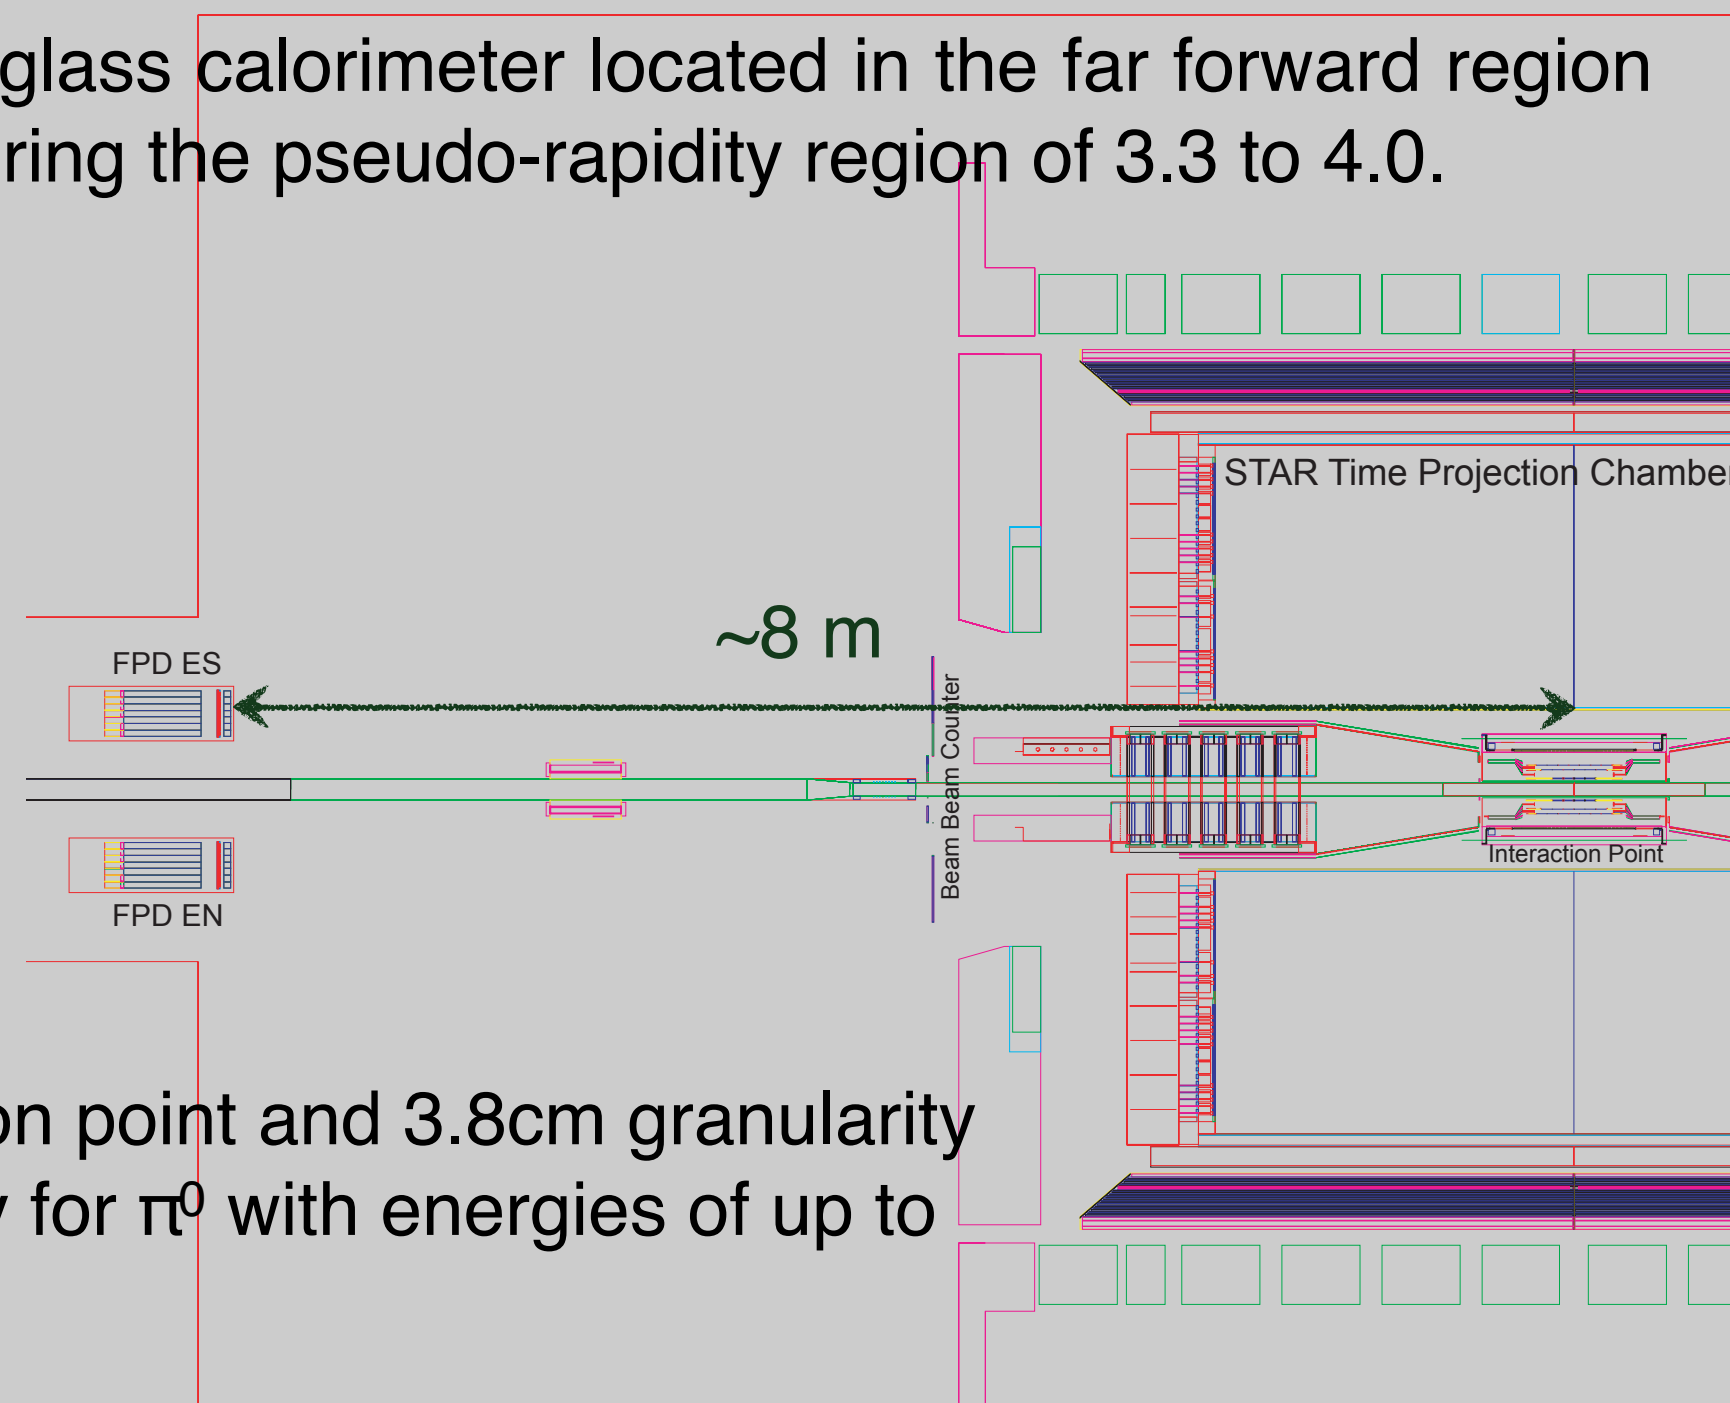 glass calorimeter located in the far forward region
ring the pseudo-rapidity region of 3.3 to 4.0.
STAR Time Projection Chamber
~8 m
FPD ES
Beam Beam Counter
Interaction Point
FPD EN
on point and 3.8cm granularity
y for π⁰ with energies of up to